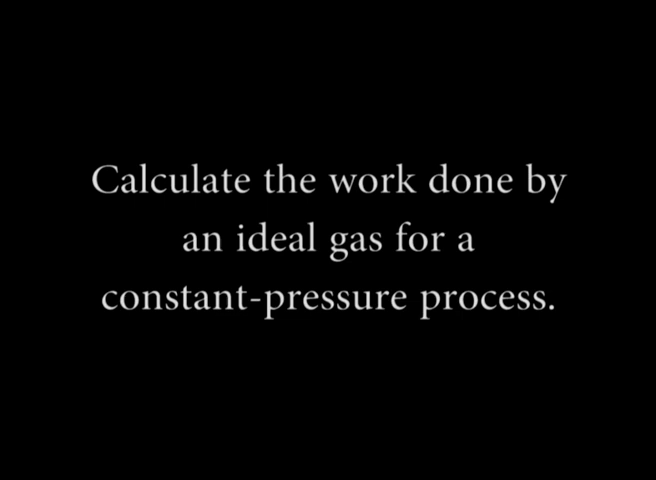 Calculate the work done by
an ideal gas for a
constant-pressure process.